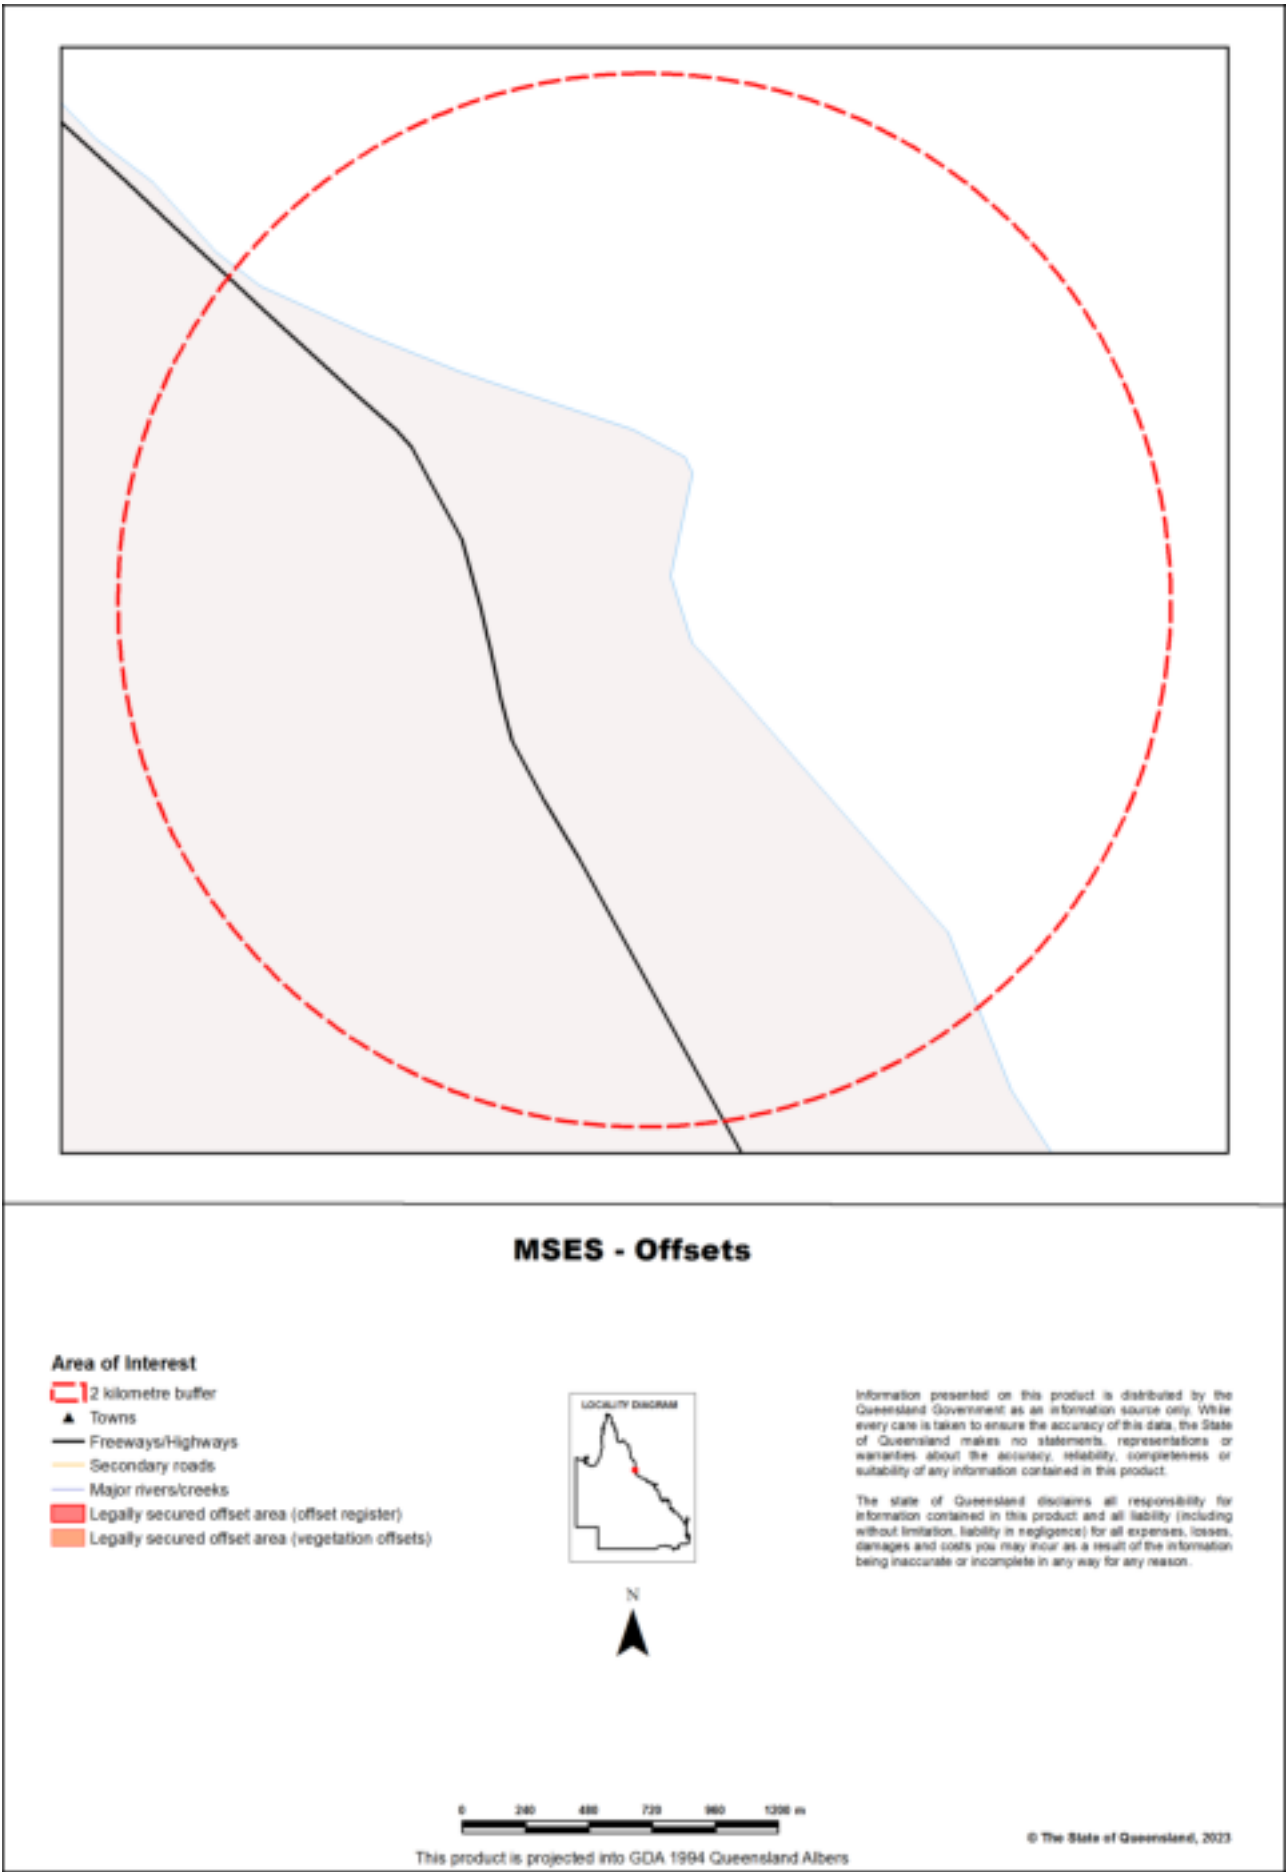 MSES - Offsets
Area of Interest
2 kilometre buffer
Towns
Freeways/Highways
Secondary roads
Major rivers/creeks
Legally secured offset area (offset register)
Legally secured offset area (vegetation offsets)
LOCALITY DIAGRAM
N
Information presented on this product is distributed by the
Queensland Government as an information source only. While
every care is taken to ensure the accuracy of this data, the State
of Queensland makes no statements, representations or
warranties about the accuracy, reliability, completeness or
suitability of any information contained in this product.
The state of Queensland disclaims all responsibility for
information contained in this product and all liability (including
without limitation, liability in negligence) for all expenses, losses,
damages and costs you may incur as a result of the information
being inaccurate or incomplete in any way for any reason.
0 240 480 720 960 1200 m
This product is projected into GDA 1994 Queensland Albers
© The State of Queensland, 2023